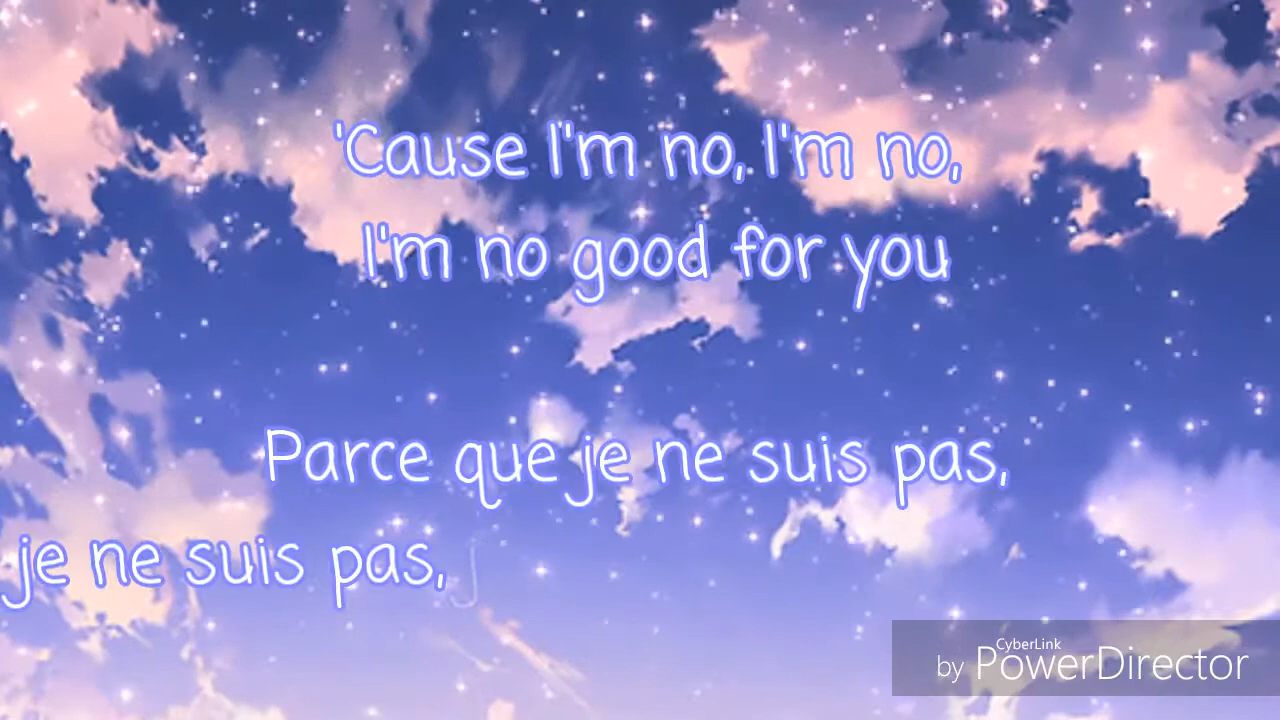 'Cause I'm no, I'm no,
I'm no good for you
Parce que je ne suis pas,
je ne suis pas, j
CyberLink
by PowerDirector